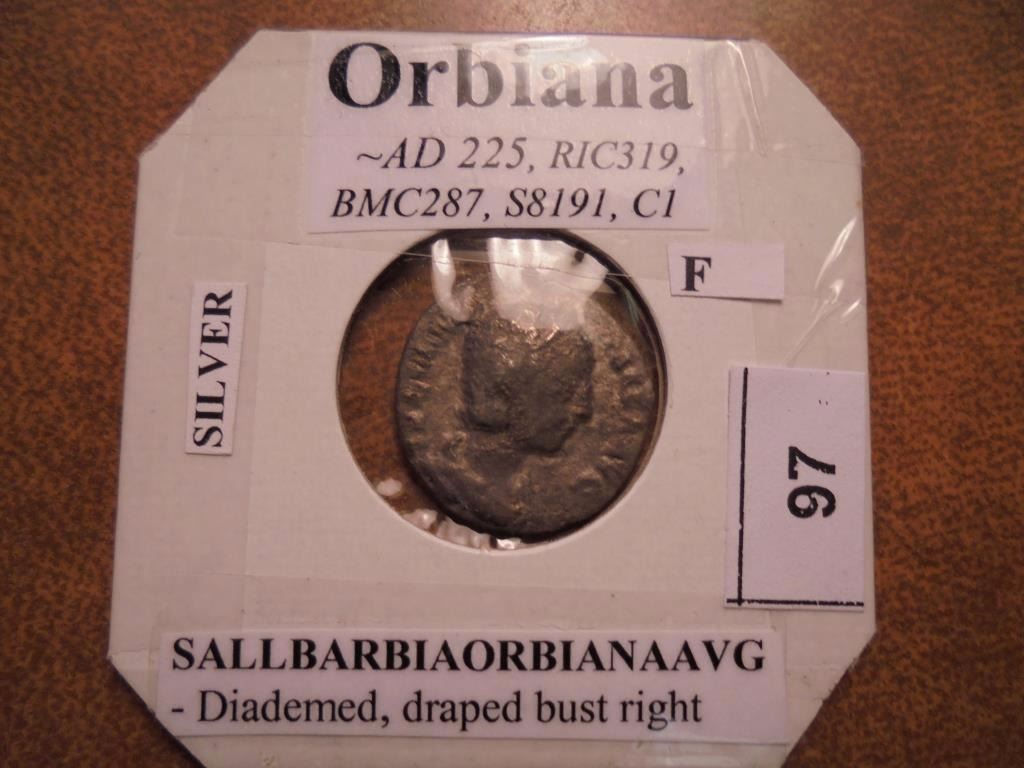 Orbiana
~AD 225, RIC319,
BMC287, S8191, C1
F
SILVER
97
SALLBARBIAORBIANAAVG
- Diademed, draped bust right